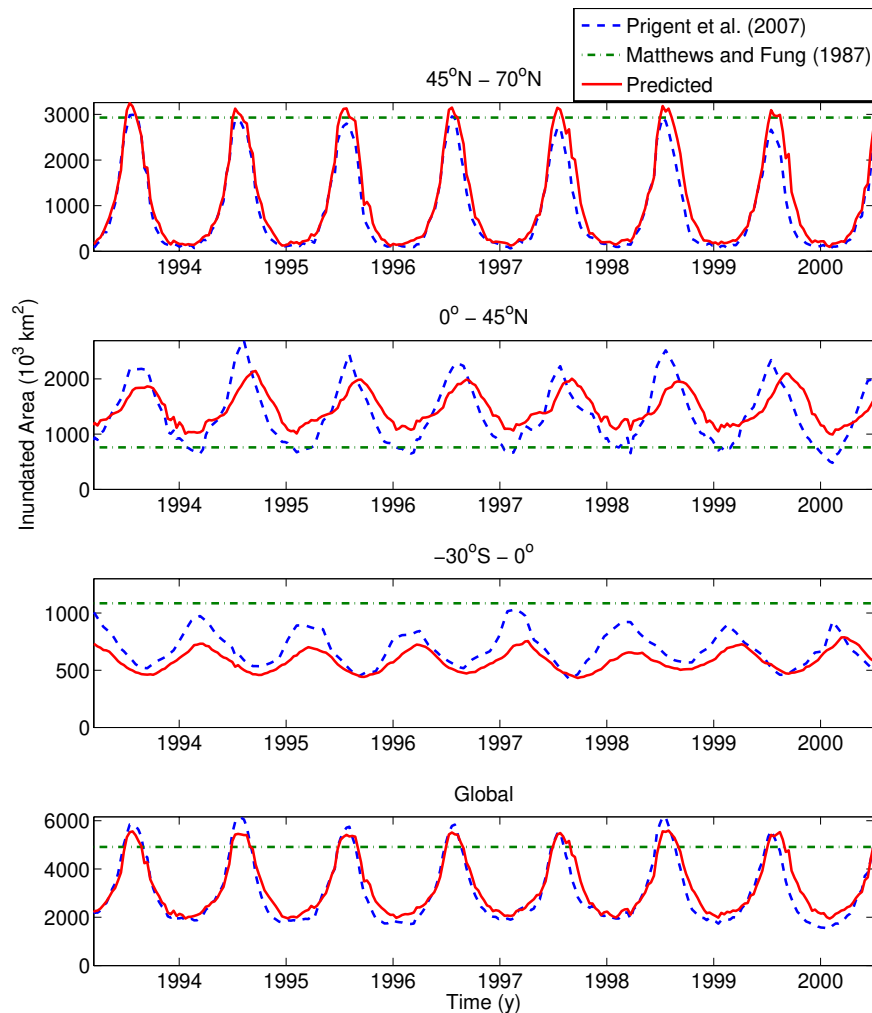 Prigent et al. (2007)
Matthews and Fung (1987)
Predicted
45°N − 70°N
3000
2000
1000
0
1994 1995 1996 1997 1998 1999 2000
0° − 45°N
2000
1000
0
1994 1995 1996 1997 1998 1999 2000
Inundated Area (10³ km²)
−30°S − 0°
1000
500
0
1994 1995 1996 1997 1998 1999 2000
Global
6000
4000
2000
0
1994 1995 1996 1997 1998 1999 2000
Time (y)